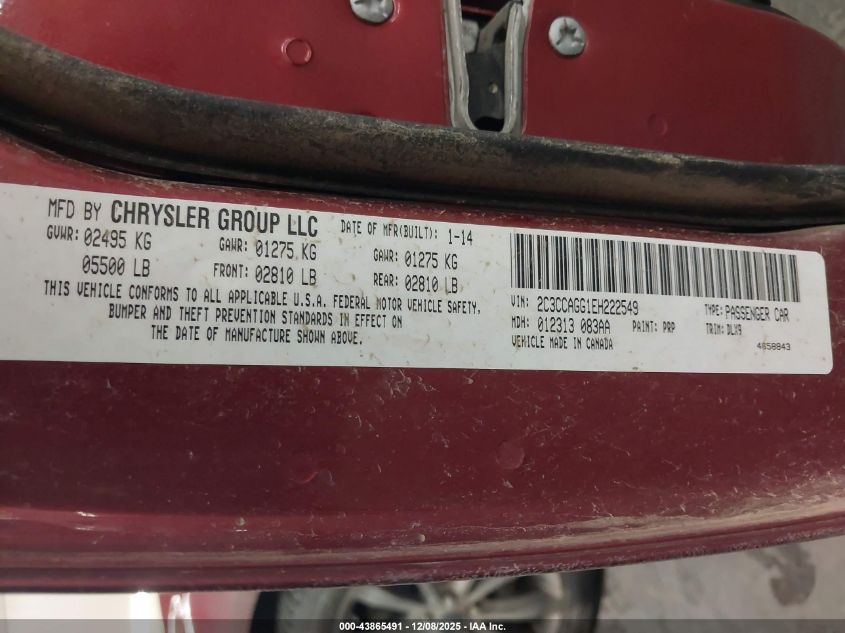 MFD BY CHRYSLER GROUP LLC DATE OF MFR(BUILT): 1-14
GVWR: 02495 KG GAWR: 01275 KG GAWR: 01275 KG
05500 LB FRONT: 02810 LB REAR: 02810 LB
THIS VEHICLE CONFORMS TO ALL APPLICABLE U.S.A. FEDERAL MOTOR VEHICLE SAFETY,
BUMPER AND THEFT PREVENTION STANDARDS IN EFFECT ON
THE DATE OF MANUFACTURE SHOWN ABOVE.
VIN: 2C3CCAGG1EH222549 TYPE: PASSENGER CAR
MDH: 012313 083AA PAINT: PRP TRIM: DLX9
VEHICLE MADE IN CANADA 4658843
000-43865491 | 12/08/2025 - IAA Inc.